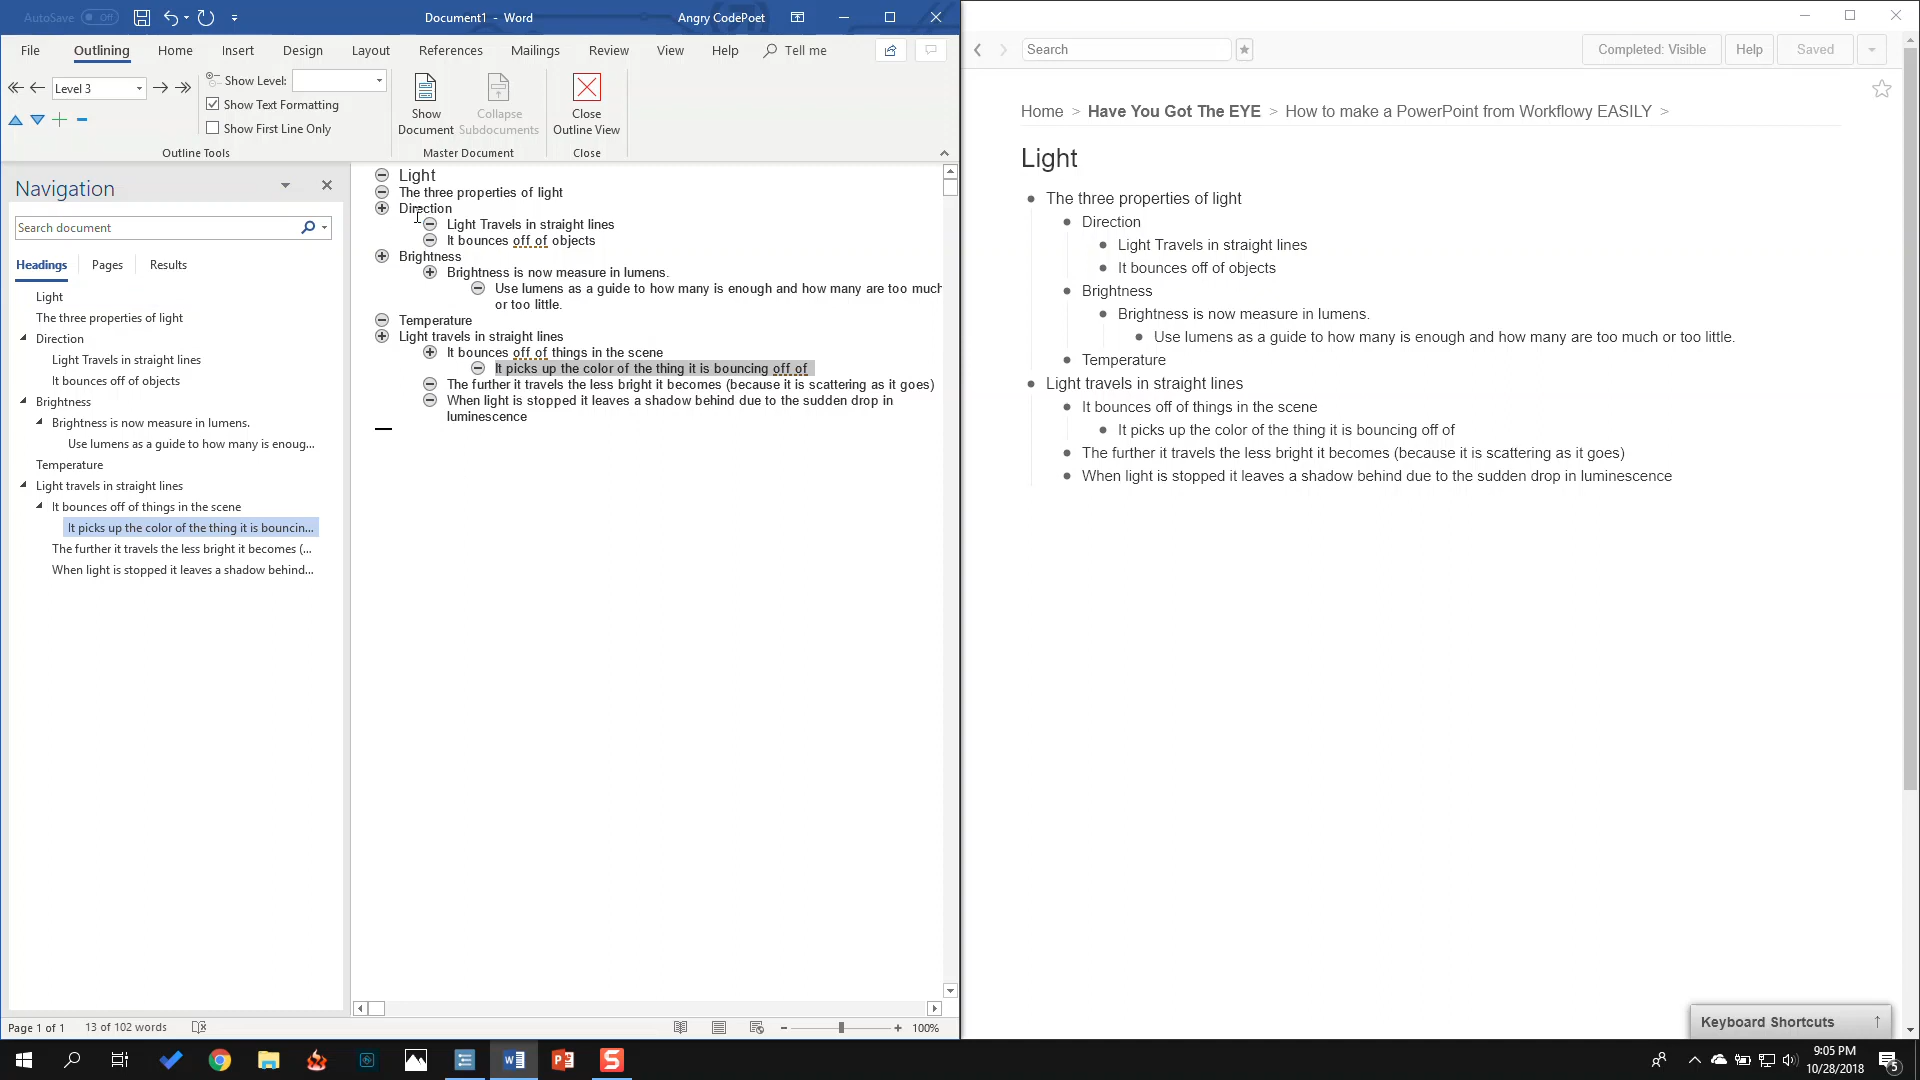 AutoSave Off Document1 - Word Angry CodePoet
File Outlining Home Insert Design Layout References Mailings Review View Help Tell me
Level 3
Show Level:
Show Text Formatting
Show First Line Only
Outline Tools
Show Document
Collapse Subdocuments
Master Document
Close Outline View
Close
Navigation
Search document
Headings Pages Results
Light
The three properties of light
Direction
Light Travels in straight lines
It bounces off of objects
Brightness
Brightness is now measure in lumens.
Use lumens as a guide to how many is enoug...
Temperature
Light travels in straight lines
It bounces off of things in the scene
It picks up the color of the thing it is bouncin...
The further it travels the less bright it becomes (...
When light is stopped it leaves a shadow behind...
Light
The three properties of light
Direction
Light Travels in straight lines
It bounces off of objects
Brightness
Brightness is now measure in lumens.
Use lumens as a guide to how many is enough and how many are too much
or too little.
Temperature
Light travels in straight lines
It bounces off of things in the scene
It picks up the color of the thing it is bouncing off of
The further it travels the less bright it becomes (because it is scattering as it goes)
When light is stopped it leaves a shadow behind due to the sudden drop in
luminescence
Page 1 of 1 13 of 102 words 100%
Search Completed: Visible Help Saved
Home > Have You Got The EYE > How to make a PowerPoint from Workflowy EASILY >
Light
The three properties of light
Direction
Light Travels in straight lines
It bounces off of objects
Brightness
Brightness is now measure in lumens.
Use lumens as a guide to how many is enough and how many are too much or too little.
Temperature
Light travels in straight lines
It bounces off of things in the scene
It picks up the color of the thing it is bouncing off of
The further it travels the less bright it becomes (because it is scattering as it goes)
When light is stopped it leaves a shadow behind due to the sudden drop in luminescence
Keyboard Shortcuts ↑
9:05 PM
10/28/2018
5